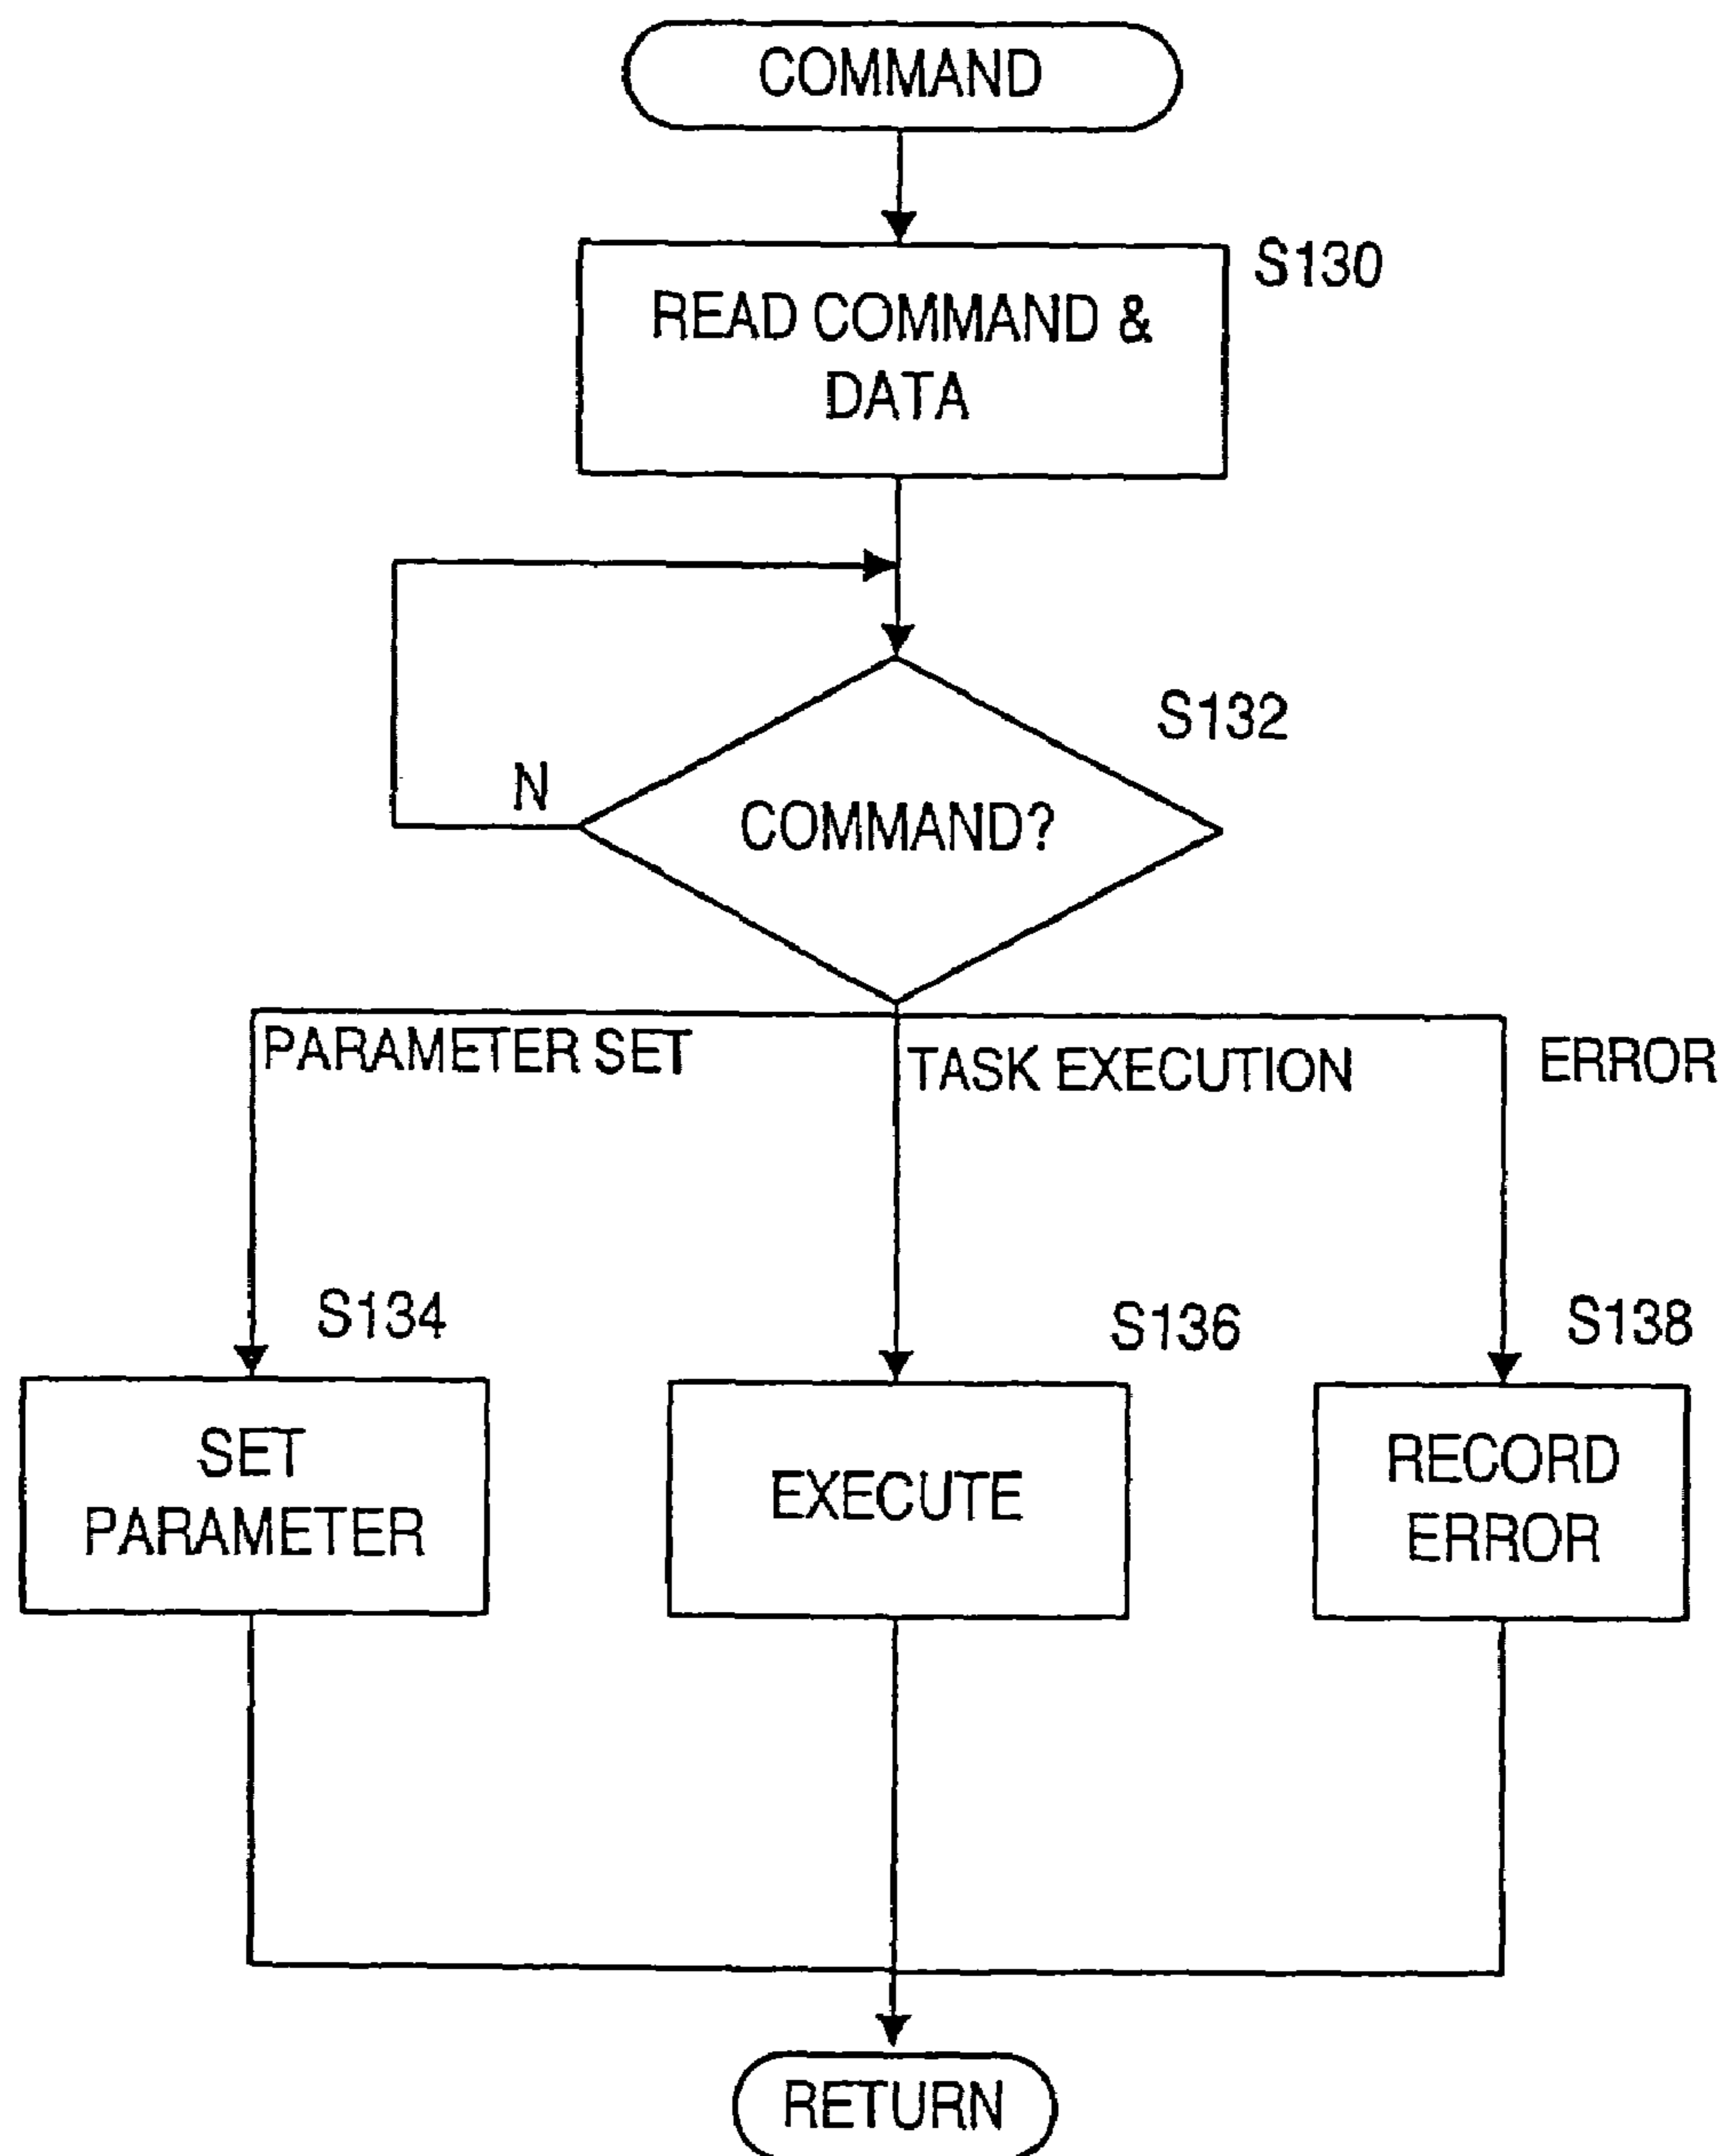 COMMAND
S130
READ COMMAND &
DATA
S132
N
COMMAND?
PARAMETER SET
TASK EXECUTION
ERROR
S134
S136
S138
SET
PARAMETER
EXECUTE
RECORD
ERROR
RETURN